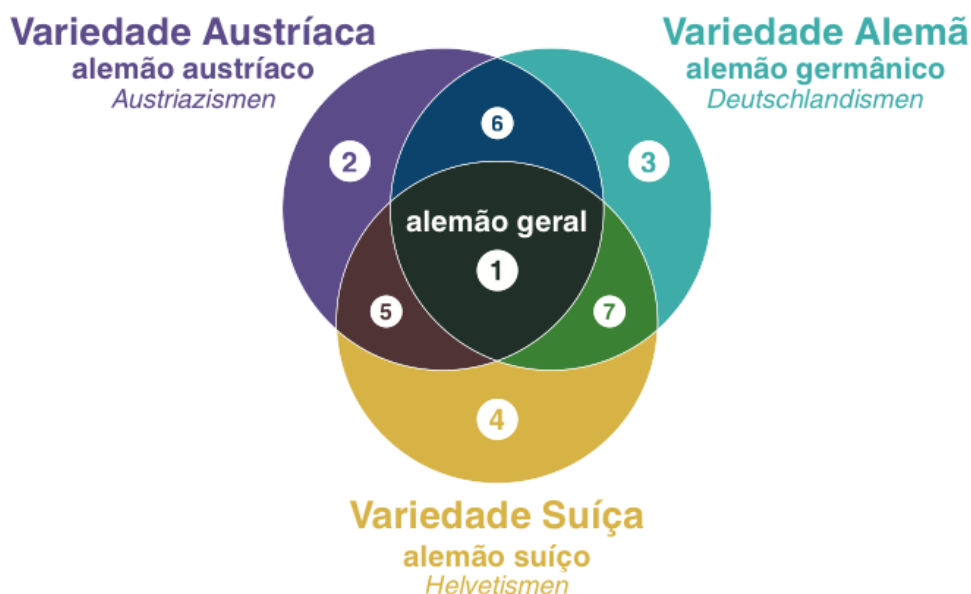 Variedade Austríaca
alemão austríaco
Austriazismen
Variedade Alemã
alemão germânico
Deutschlandismen
6
2
3
alemão geral
1
5
7
4
Variedade Suíça
alemão suíço
Helvetismen